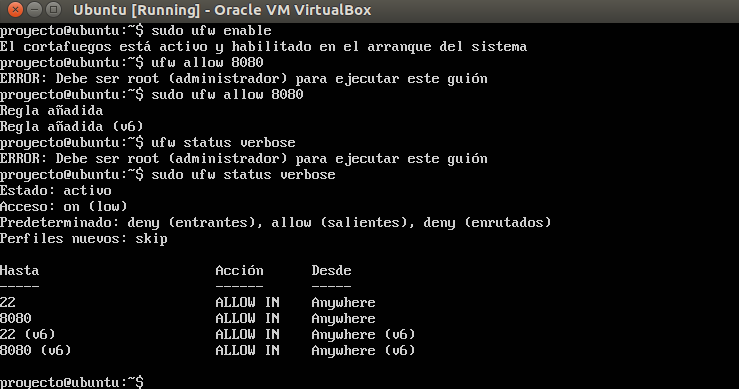 Ubuntu [Running] - Oracle VM VirtualBox
proyecto@ubuntu:~$ sudo ufw enable
El cortafuegos está activo y habilitado en el arranque del sistema
proyecto@ubuntu:~$ ufw allow 8080
ERROR: Debe ser root (administrador) para ejecutar este guión
proyecto@ubuntu:~$ sudo ufw allow 8080
Regla añadida
Regla añadida (v6)
proyecto@ubuntu:~$ ufw status verbose
ERROR: Debe ser root (administrador) para ejecutar este guión
proyecto@ubuntu:~$ sudo ufw status verbose
Estado: activo
Acceso: on (low)
Predeterminado: deny (entrantes), allow (salientes), deny (enrutados)
Perfiles nuevos: skip
Hasta Acción Desde
----- ------ -----
22 ALLOW IN Anywhere
8080 ALLOW IN Anywhere
22 (v6) ALLOW IN Anywhere (v6)
8080 (v6) ALLOW IN Anywhere (v6)
proyecto@ubuntu:~$